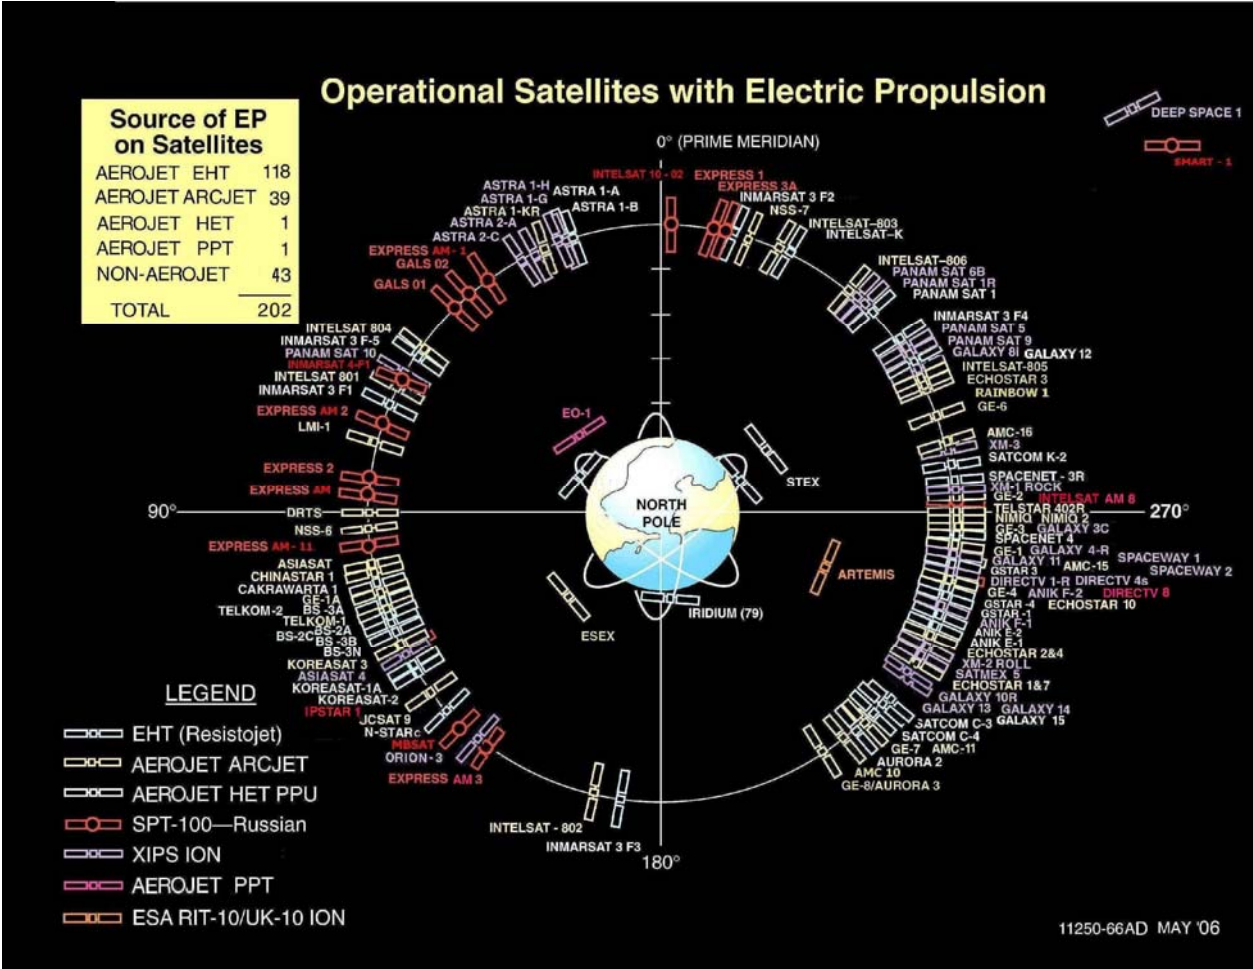 Operational Satellites with Electric Propulsion
Source of EP
on Satellites
AEROJET EHT 118
AEROJET ARCJET 39
AEROJET HET 1
AEROJET PPT 1
NON-AEROJET 43
TOTAL 202
DEEP SPACE 1
SMART - 1
0° (PRIME MERIDIAN)
INTELSAT 10 - 02
EXPRESS 1
EXPRESS 3A
INMARSAT 3 F2
NSS-7
INTELSAT-803
INTELSAT-K
INTELSAT-806
PANAM SAT 6B
PANAM SAT 1R
PANAM SAT 1
INMARSAT 3 F4
PANAM SAT 5
PANAM SAT 9
GALAXY 8I GALAXY 12
INTELSAT-805
ECHOSTAR 3
RAINBOW 1
GE-6
AMC-16
XM-3
SATCOM K-2
SPACENET - 3R
XM-1 ROCK
GE-2 INTELSAT AM 8
TELSTAR 402R
270°
NIMIQ NIMIQ 2
GE-3 GALAXY 3C
SPACENET 4
GE-1 GALAXY 4-R SPACEWAY 1
GALAXY 11 AMC-15 SPACEWAY 2
GSTAR 3
DIRECTV 1-R DIRECTV 4s
GE-4 ANIK F-2 DIRECTV 8
GSTAR -4 ECHOSTAR 10
GSTAR -1
ANIK F-1
ANIK E-2
ANIK E-1
ECHOSTAR 2&4
XM-2 ROLL
SATMEX 5
ECHOSTAR 1&7
GALAXY 10R
GALAXY 13 GALAXY 14
SATCOM C-3 GALAXY 15
SATCOM C-4
GE-7 AMC-11
AURORA 2
AMC 10
GE-8/AURORA 3
180°
INMARSAT 3 F3
INTELSAT - 802
ASTRA 1-H
ASTRA 1-G
ASTRA 1-A
ASTRA 1-KR
ASTRA 1-B
ASTRA 2-A
ASTRA 2-C
EXPRESS AM - 1
GALS 02
GALS 01
INTELSAT 804
INMARSAT 3 F-5
PANAM SAT 10
INMARSAT 4-F1
INTELSAT 801
INMARSAT 3 F1
EXPRESS AM 2
LMI-1
EXPRESS 2
EXPRESS AM
90°
DRTS
NSS-6
EXPRESS AM - 11
ASIASAT
CHINASTAR 1
CAKRAWARTA 1
GE-1A
TELKOM-2 BS -3A
TELKOM-1
BS-2C BS-2A
BS -3B
BS-3N
KOREASAT 3
ASIASAT 4
KOREASAT-1A
KOREASAT-2
IPSTAR 1
JCSAT 9
N-STAR c
MBSAT
ORION - 3
EXPRESS AM 3
EO-1
STEX
NORTH
POLE
ARTEMIS
ESEX
IRIDIUM (79)
LEGEND
EHT (Resistojet)
AEROJET ARCJET
AEROJET HET PPU
SPT-100—Russian
XIPS ION
AEROJET PPT
ESA RIT-10/UK-10 ION
11250-66AD MAY '06